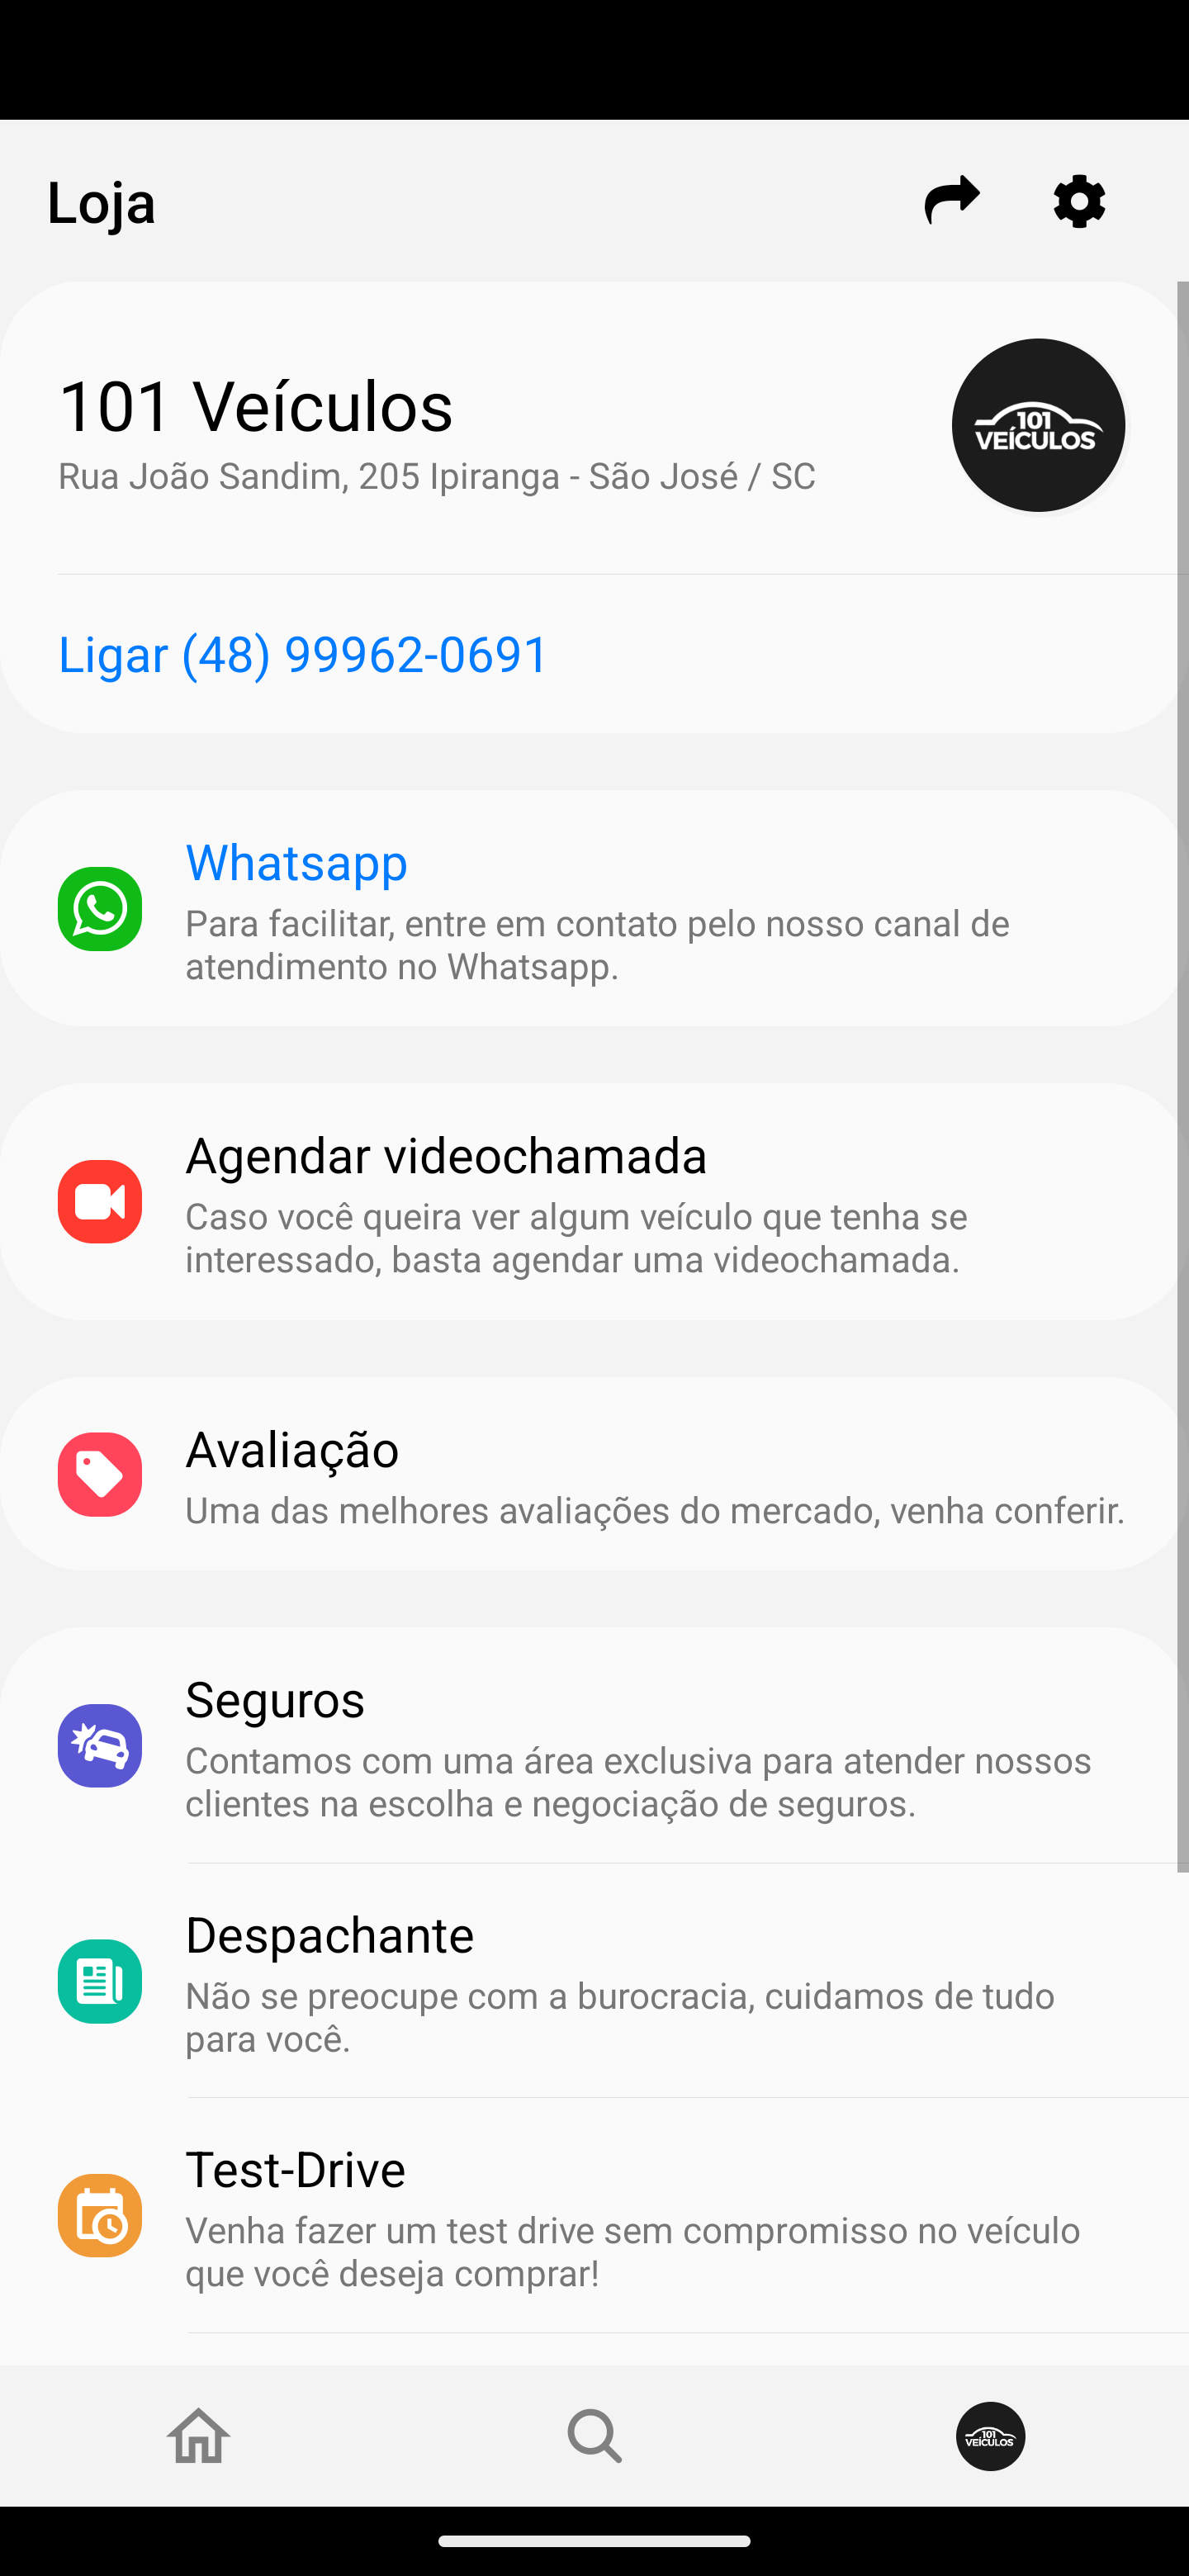 Loja
101 Veículos
Rua João Sandim, 205 Ipiranga - São José / SC
101
VEÍCULOS
Ligar (48) 99962-0691
Whatsapp
Para facilitar, entre em contato pelo nosso canal de
atendimento no Whatsapp.
Agendar videochamada
Caso você queira ver algum veículo que tenha se
interessado, basta agendar uma videochamada.
Avaliação
Uma das melhores avaliações do mercado, venha conferir.
Seguros
Contamos com uma área exclusiva para atender nossos
clientes na escolha e negociação de seguros.
Despachante
Não se preocupe com a burocracia, cuidamos de tudo
para você.
Test-Drive
Venha fazer um test drive sem compromisso no veículo
que você deseja comprar!
101
VEÍCULOS